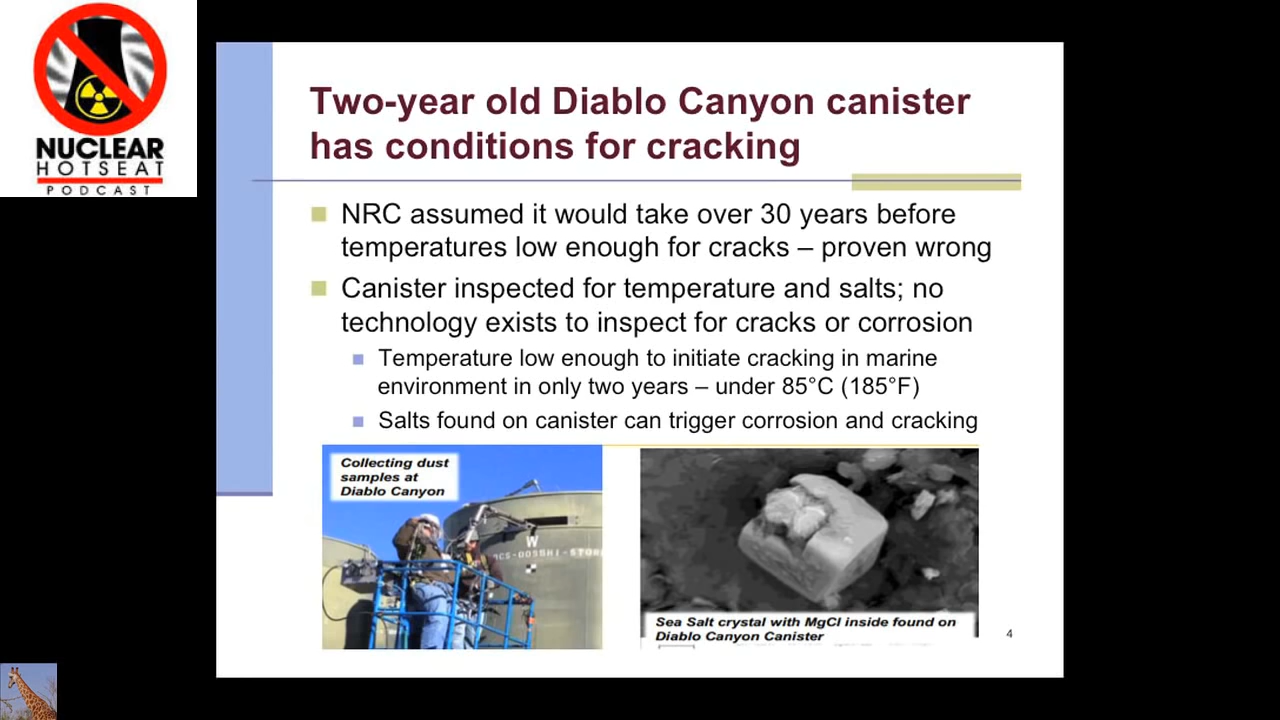 NUCLEAR
HOTSEAT
PODCAST
Two-year old Diablo Canyon canister
has conditions for cracking
NRC assumed it would take over 30 years before
temperatures low enough for cracks – proven wrong
Canister inspected for temperature and salts; no
technology exists to inspect for cracks or corrosion
Temperature low enough to initiate cracking in marine
environment in only two years – under 85°C (185°F)
Salts found on canister can trigger corrosion and cracking
Collecting dust
samples at
Diablo Canyon
W
Sea Salt crystal with MgCl inside found on
Diablo Canyon Canister
4